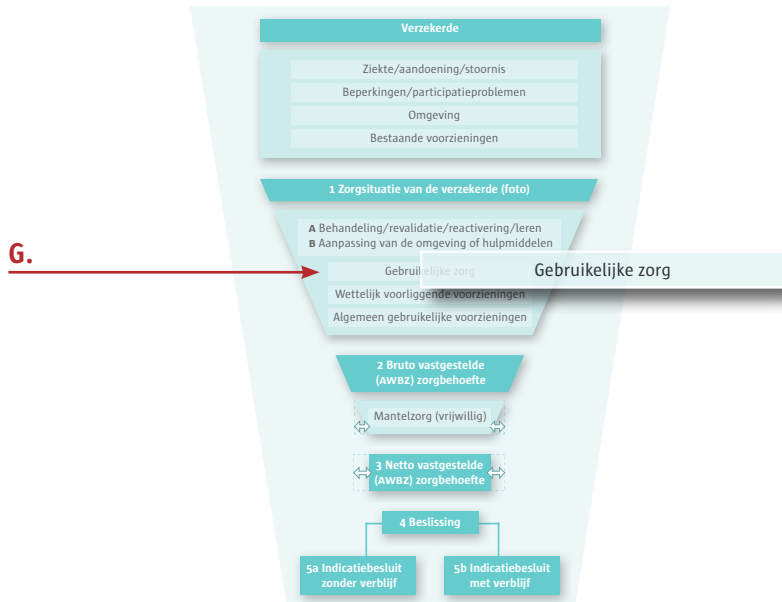 Verzekerde
Ziekte/aandoening/stoornis
Beperkingen/participatieproblemen
Omgeving
Bestaande voorzieningen
1 Zorgsituatie van de verzekerde (foto)
A Behandeling/revalidatie/reactivering/leren
B Aanpassing van de omgeving of hulpmiddelen
G.
Gebruikelijke zorg
Gebruikelijke zorg
Wettelijk voorliggende voorzieningen
Algemeen gebruikelijke voorzieningen
2 Bruto vastgestelde
(AWBZ) zorgbehoefte
Mantelzorg (vrijwillig)
3 Netto vastgestelde
(AWBZ) zorgbehoefte
4 Beslissing
5a Indicatiebesluit
zonder verblijf
5b Indicatiebesluit
met verblijf